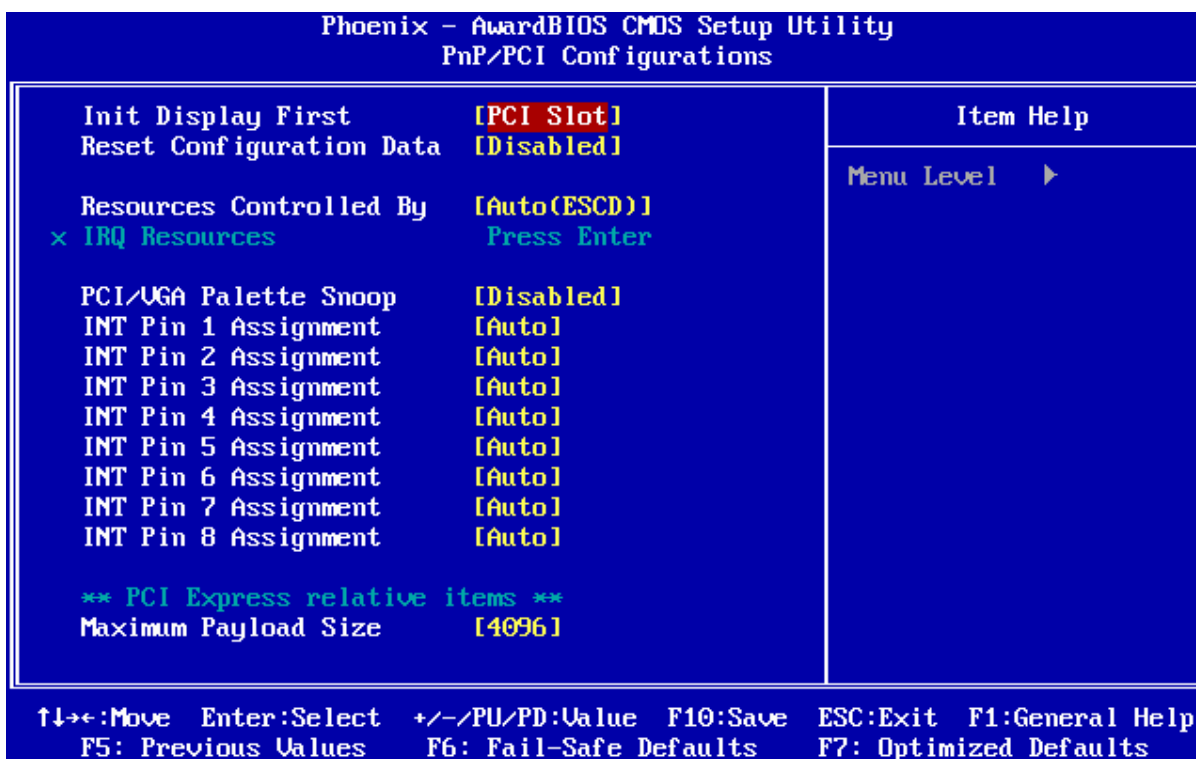 Phoenix - AwardBIOS CMOS Setup Utility
PnP/PCI Configurations
Init Display First [PCI Slot]
Reset Configuration Data [Disabled]
Resources Controlled By [Auto(ESCD)]
x IRQ Resources Press Enter
PCI/VGA Palette Snoop [Disabled]
INT Pin 1 Assignment [Auto]
INT Pin 2 Assignment [Auto]
INT Pin 3 Assignment [Auto]
INT Pin 4 Assignment [Auto]
INT Pin 5 Assignment [Auto]
INT Pin 6 Assignment [Auto]
INT Pin 7 Assignment [Auto]
INT Pin 8 Assignment [Auto]
** PCI Express relative items **
Maximum Payload Size [4096]
Item Help
Menu Level ▶
↑↓→←:Move Enter:Select +/-/PU/PD:Value F10:Save ESC:Exit F1:General Help
F5: Previous Values F6: Fail-Safe Defaults F7: Optimized Defaults